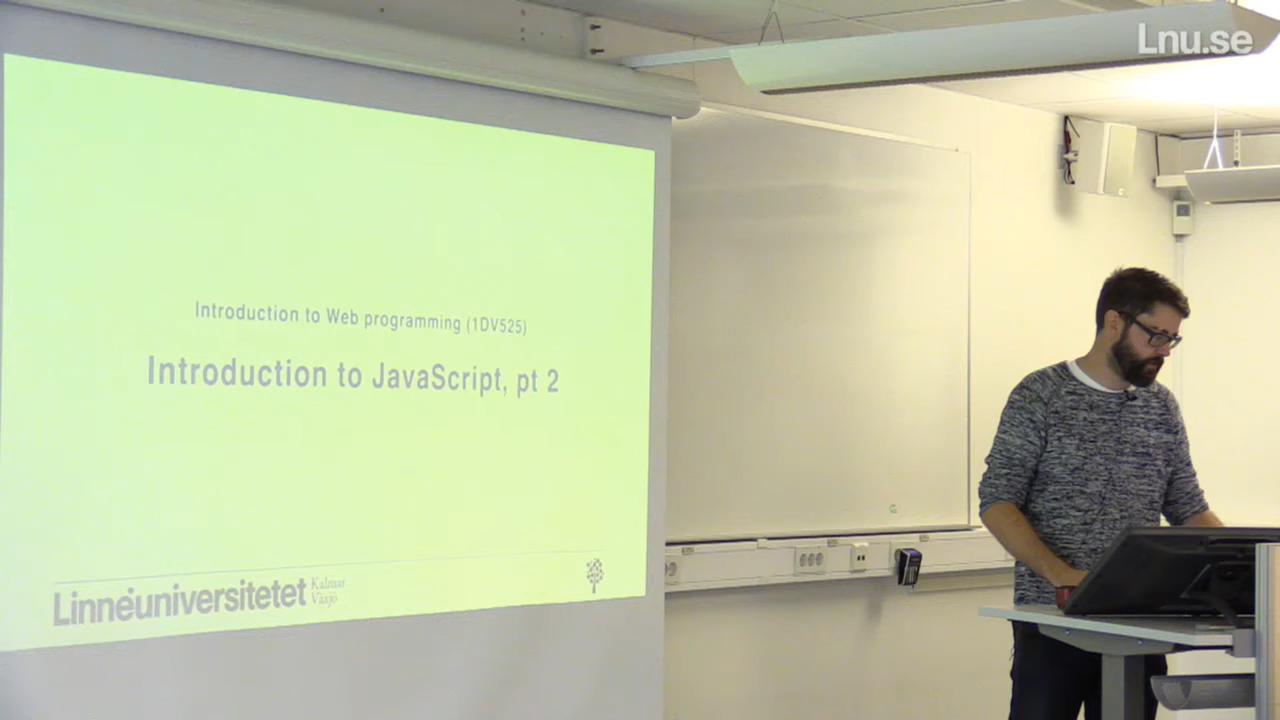 Lnu.se
Introduction to Web programming (1DV525)
Introduction to JavaScript, pt 2
Linnéuniversitetet
Kalmar
Växjö